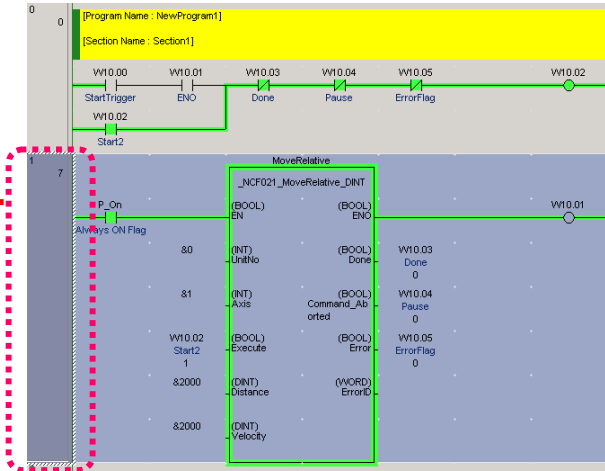 0
0
[Program Name : NewProgram1]
[Section Name : Section1]
W10.00 W10.01 W10.03 W10.04 W10.05 W10.02
StartTrigger ENO Done Pause ErrorFlag
W10.02
Start2
1
7
MoveRelative
_NCF021_MoveRelative_DINT
P_On (BOOL) (BOOL) W10.01
EN ENO
Always ON Flag
&0 (INT) (BOOL) W10.03
UnitNo Done Done
0
&1 (INT) (BOOL) W10.04
Axis Command_Ab Pause
orted 0
W10.02 (BOOL) (BOOL) W10.05
Start2 Execute Error ErrorFlag
1 0
&2000 (DINT) (WORD)
Distance ErrorID
&2000 (DINT)
Velocity